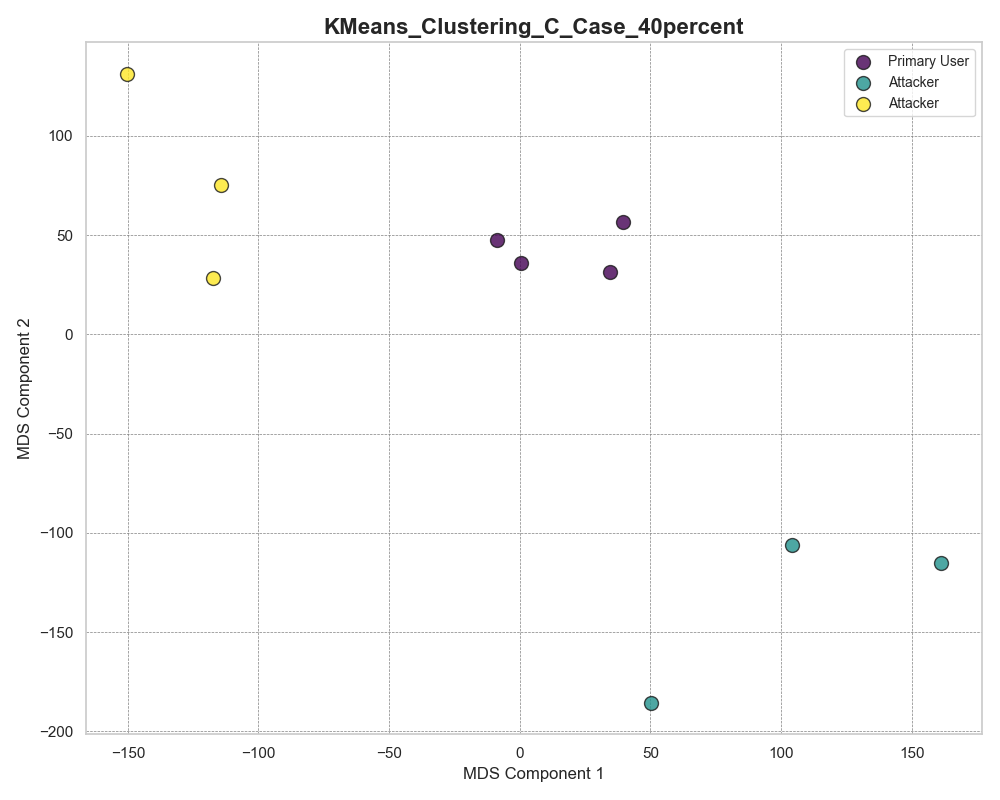 KMeans_Clustering_C_Case_40percent
Primary User
Attacker
Attacker
100
50
0
−50
−100
−150
−200
MDS Component 2
−150
−100
−50
0
50
100
150
MDS Component 1